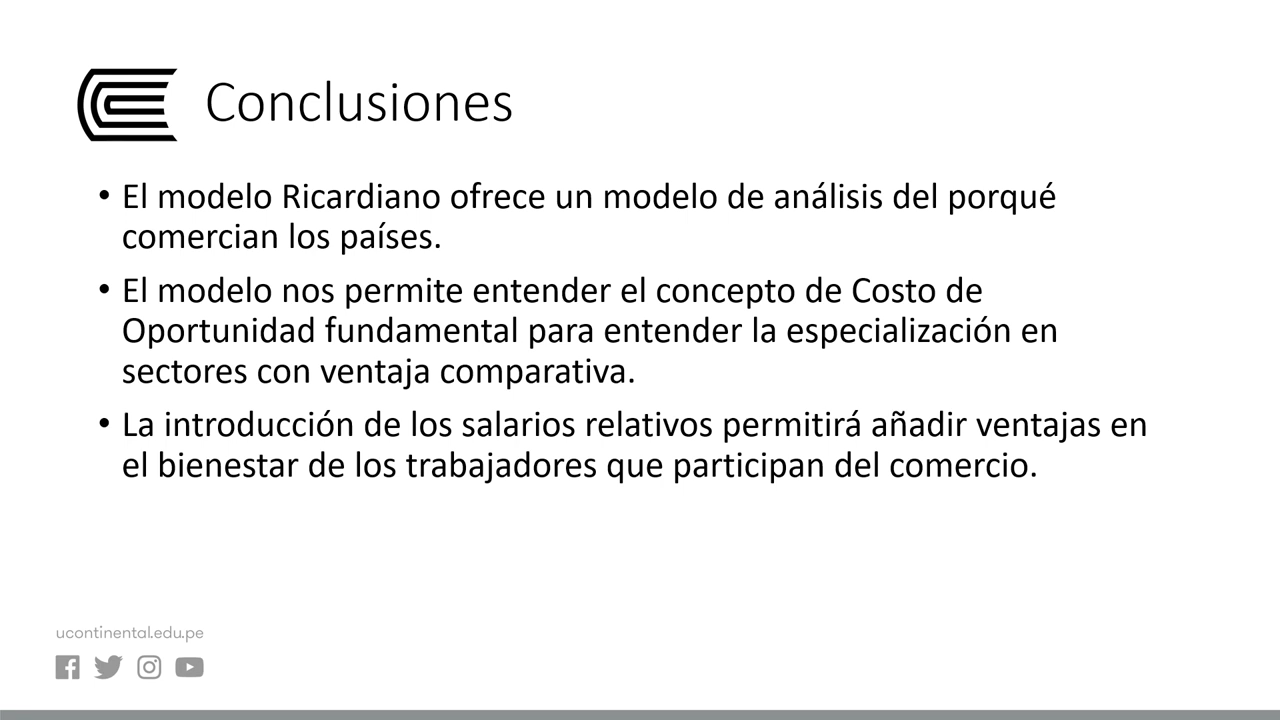 Conclusiones
• El modelo Ricardiano ofrece un modelo de análisis del porqué
comercian los países.
• El modelo nos permite entender el concepto de Costo de
Oportunidad fundamental para entender la especialización en
sectores con ventaja comparativa.
• La introducción de los salarios relativos permitirá añadir ventajas en
el bienestar de los trabajadores que participan del comercio.
ucontinental.edu.pe